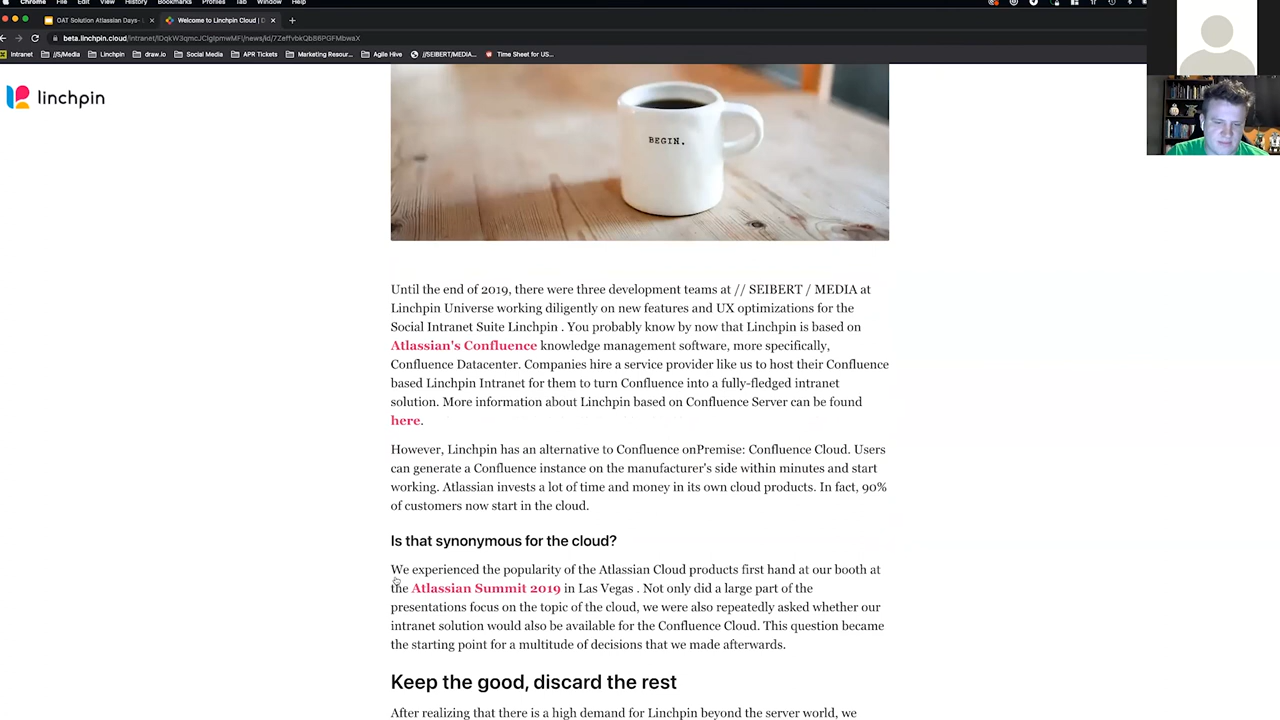 Chrome File Edit View History Bookmarks Profiles Tab Window Help
OAT Solution Atlassian Days-
Welcome to Linchpin Cloud | D
Intranet //S/Media Linchpin draw.io Social Media APR Tickets Marketing Resour... Agile Hive //SEIBERT/MEDIA... Time Sheet for US...
linchpin
BEGIN.
Until the end of 2019, there were three development teams at // SEIBERT / MEDIA at
Linchpin Universe working diligently on new features and UX optimizations for the
Social Intranet Suite Linchpin . You probably know by now that Linchpin is based on
Atlassian's Confluence knowledge management software, more specifically,
Confluence Datacenter. Companies hire a service provider like us to host their Confluence
based Linchpin Intranet for them to turn Confluence into a fully-fledged intranet
solution. More information about Linchpin based on Confluence Server can be found
here.
However, Linchpin has an alternative to Confluence onPremise: Confluence Cloud. Users
can generate a Confluence instance on the manufacturer's side within minutes and start
working. Atlassian invests a lot of time and money in its own cloud products. In fact, 90%
of customers now start in the cloud.
Is that synonymous for the cloud?
We experienced the popularity of the Atlassian Cloud products first hand at our booth at
the Atlassian Summit 2019 in Las Vegas . Not only did a large part of the
presentations focus on the topic of the cloud, we were also repeatedly asked whether our
intranet solution would also be available for the Confluence Cloud. This question became
the starting point for a multitude of decisions that we made afterwards.
Keep the good, discard the rest
After realizing that there is a high demand for Linchpin beyond the server world, we